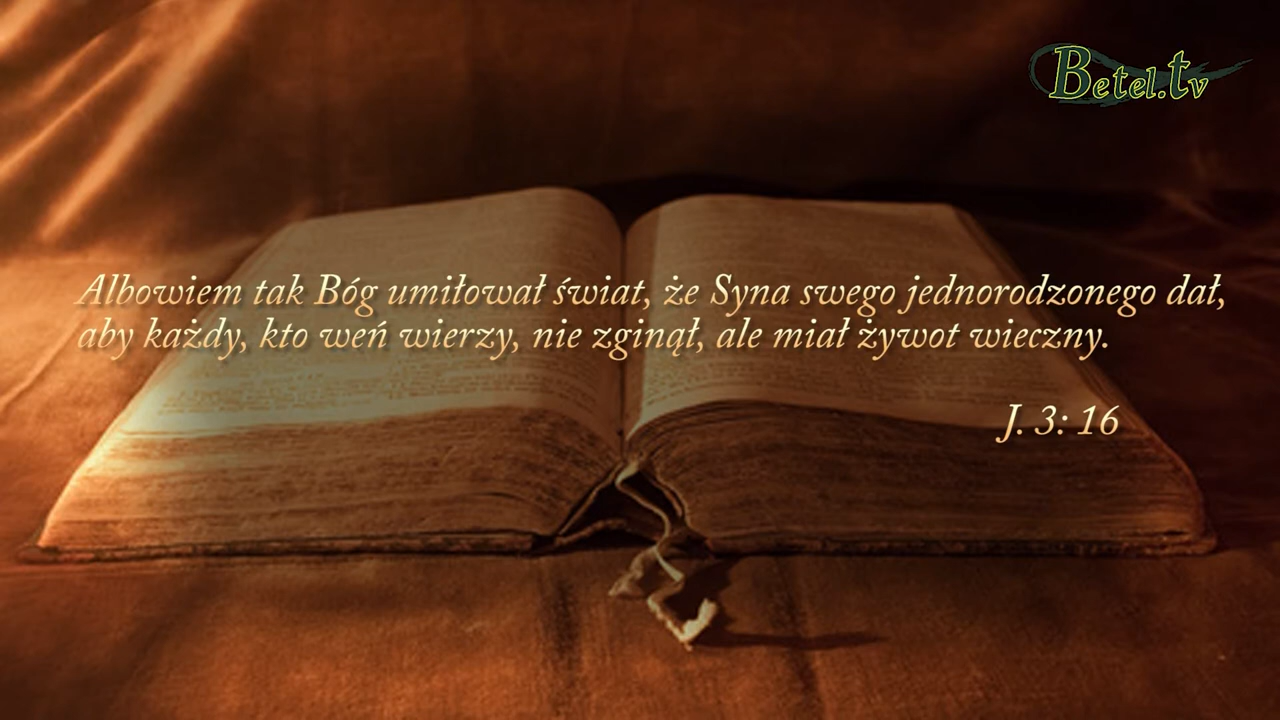 Betel.tv
Albowiem tak Bóg umiłował świat, że Syna swego jednorodzonego dał,
aby każdy, kto weń wierzy, nie zginął, ale miał żywot wieczny.
J. 3: 16